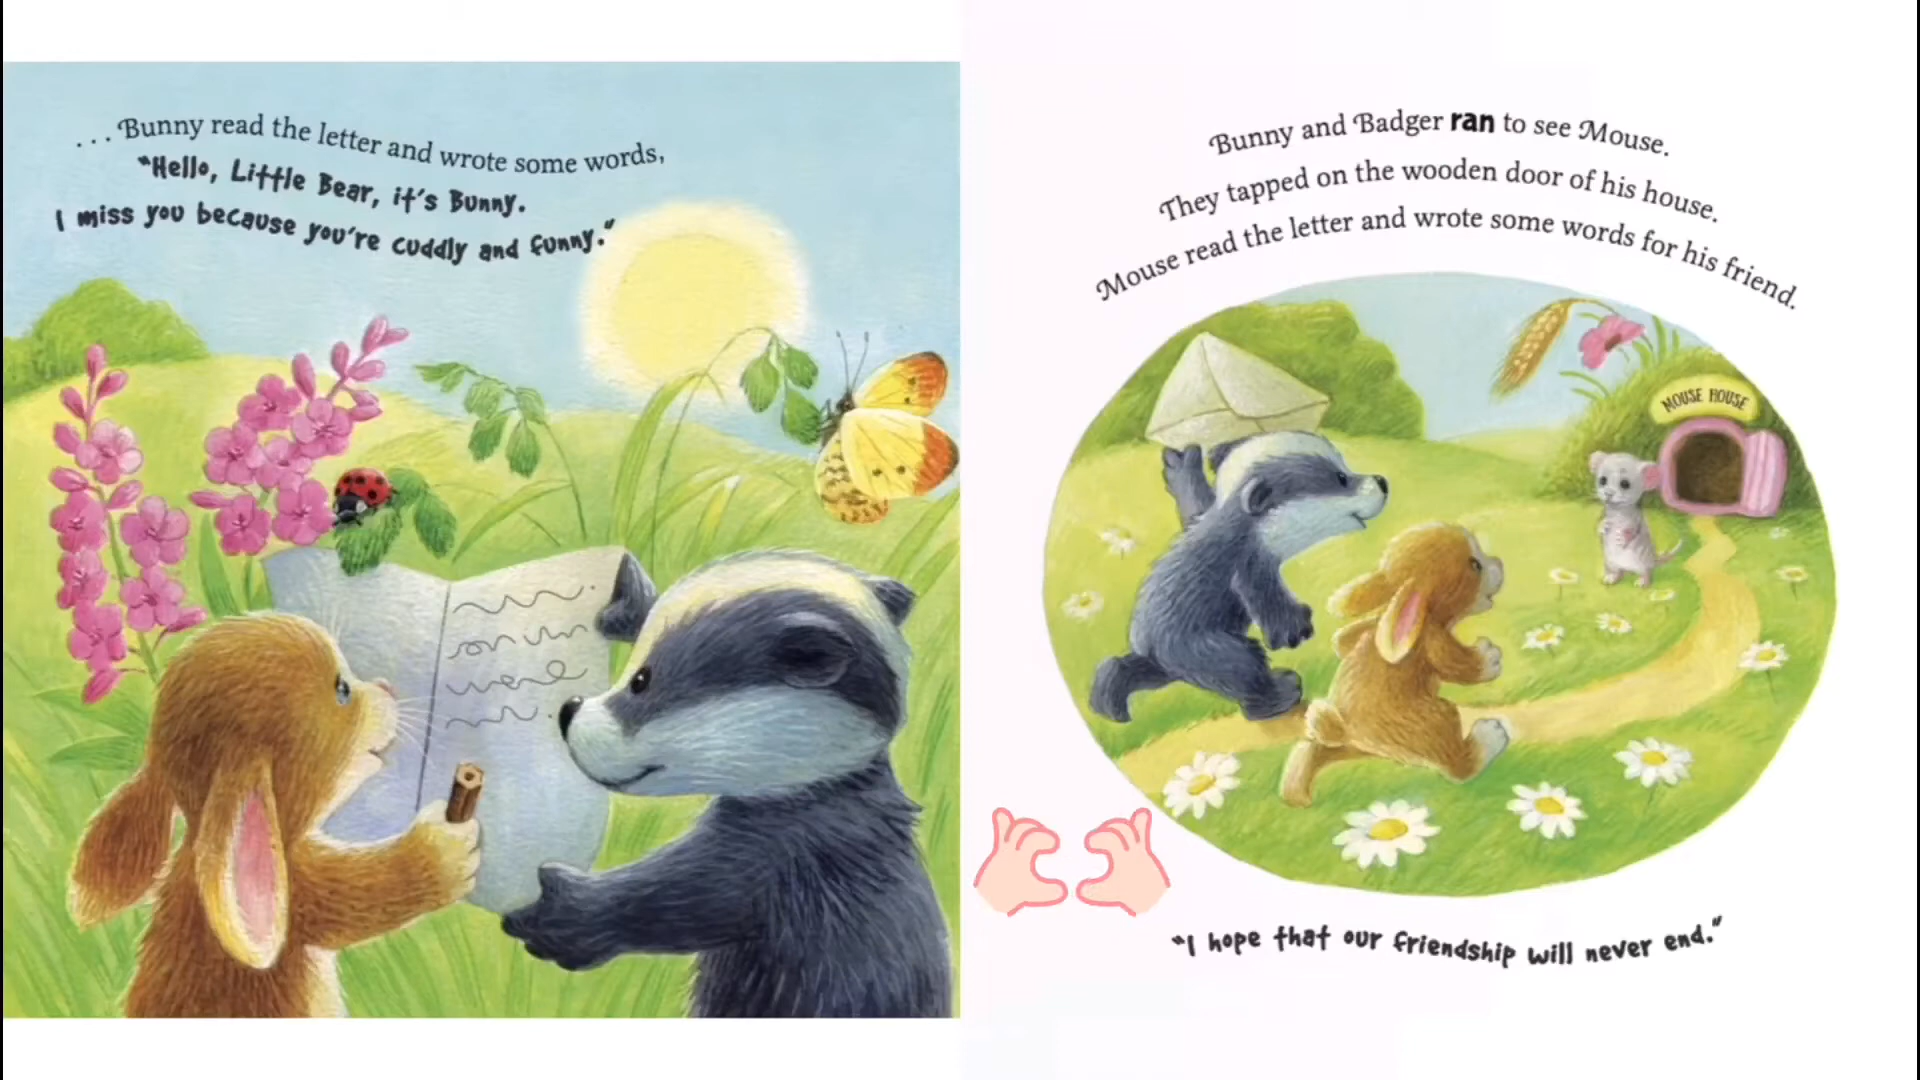 . . . Bunny read the letter and wrote some words,
"Hello, Little Bear, it's Bunny.
I miss you because you're cuddly and funny."
Bunny and Badger ran to see Mouse.
They tapped on the wooden door of his house.
Mouse read the letter and wrote some words for his friend.
MOUSE HOUSE
"I hope that our friendship will never end."